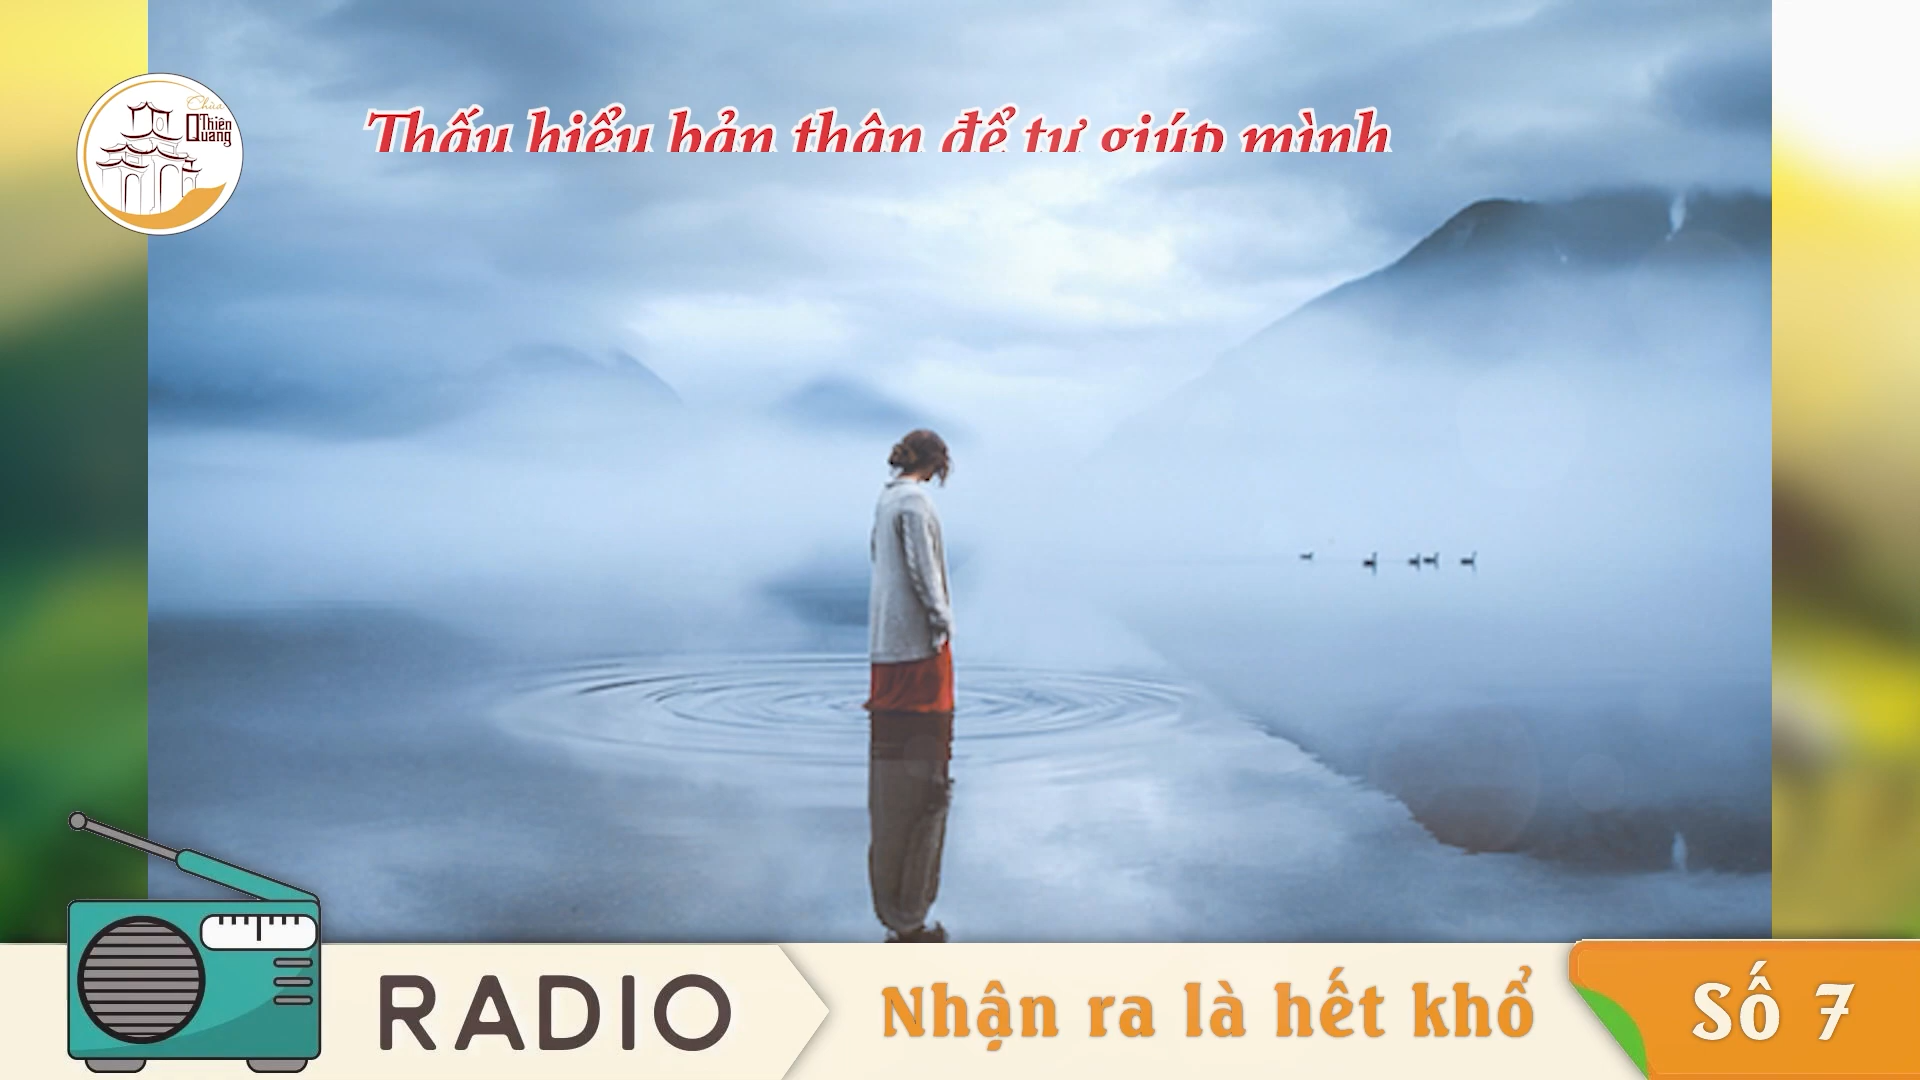 Chùa
Thiên
Quang
Thấu hiểu bản thân để tự giúp mình
RADIO
Nhận ra là hết khổ
Số 7